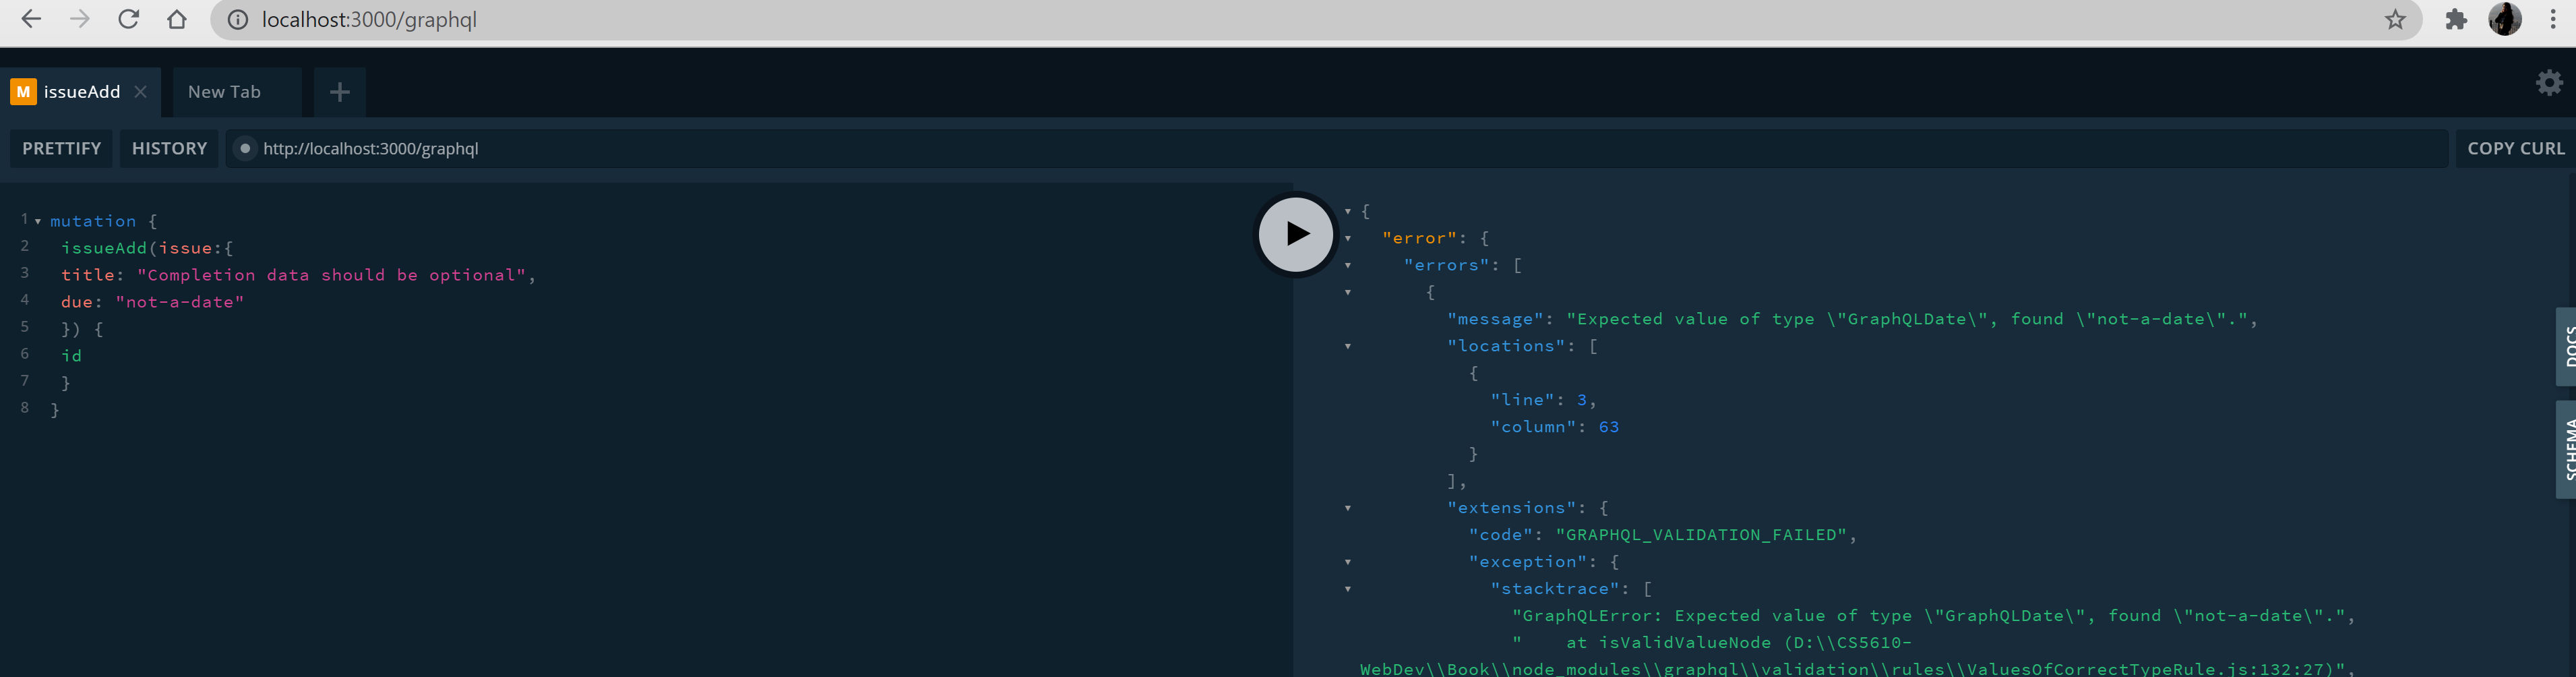 localhost:3000/graphql
M issueAdd
New Tab
PRETTIFY HISTORY http://localhost:3000/graphql COPY CURL
1 mutation {
2 issueAdd(issue:{
3 title: "Completion data should be optional",
4 due: "not-a-date"
5 }) {
6 id
7 }
8 }
{
"error": {
"errors": [
{
"message": "Expected value of type \"GraphQLDate\", found \"not-a-date\".",
"locations": [
{
"line": 3,
"column": 63
}
],
"extensions": {
"code": "GRAPHQL_VALIDATION_FAILED",
"exception": {
"stacktrace": [
"GraphQLError: Expected value of type \"GraphQLDate\", found \"not-a-date\".",
"    at isValidValueNode (D:\\CS5610-
WebDev\\Book\\node_modules\\graphql\\validation\\rules\\ValuesOfCorrectTypeRule.js:132:27)",
DOCS
SCHEMA